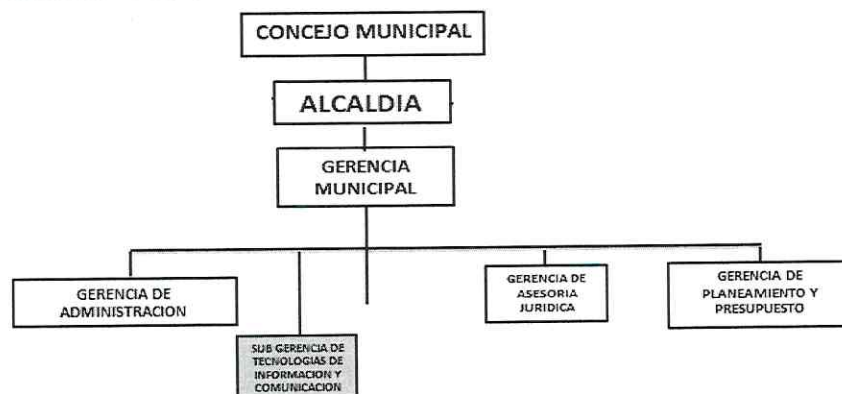 CONCEJO MUNICIPAL
ALCALDIA
GERENCIA
MUNICIPAL
GERENCIA DE
ADMINISTRACION
SUB GERENCIA DE
TECNOLOGIAS DE
INFORMACION Y
COMUNICACION
GERENCIA DE
ASESORIA
JURIDICA
GERENCIA DE
PLANEAMIENTO Y
PRESUPUESTO